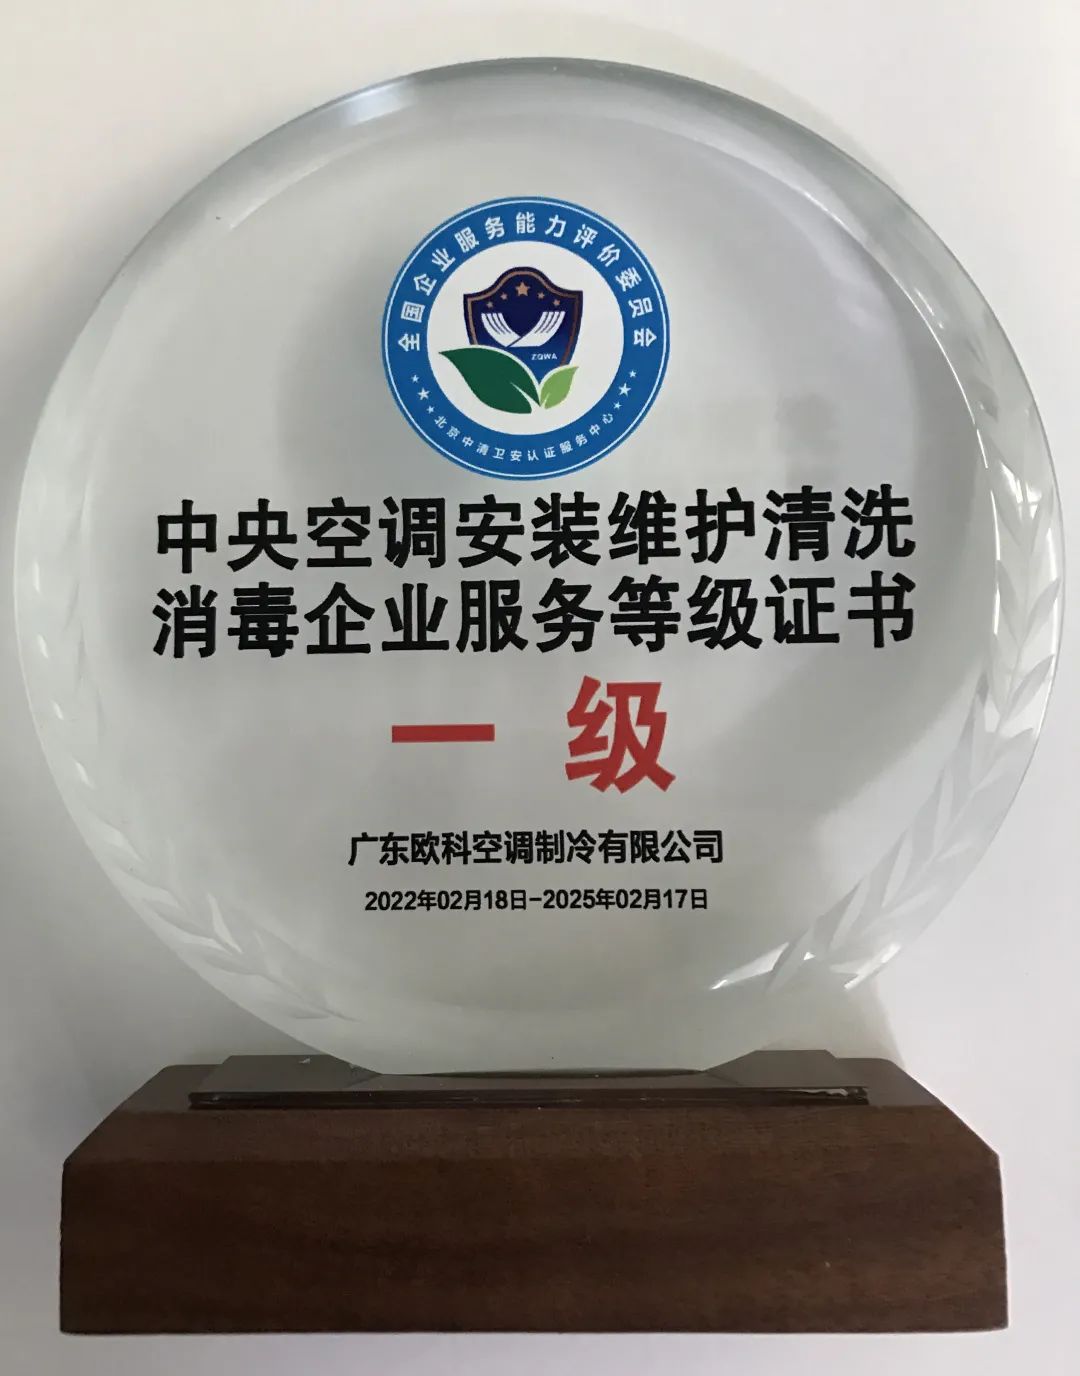 全国企业服务能力评价委员会
ZQWA
北京中清卫安认证服务中心
中央空调安装维护清洗
消毒企业服务等级证书
一级
广东欧科空调制冷有限公司
2022年02月18日-2025年02月17日